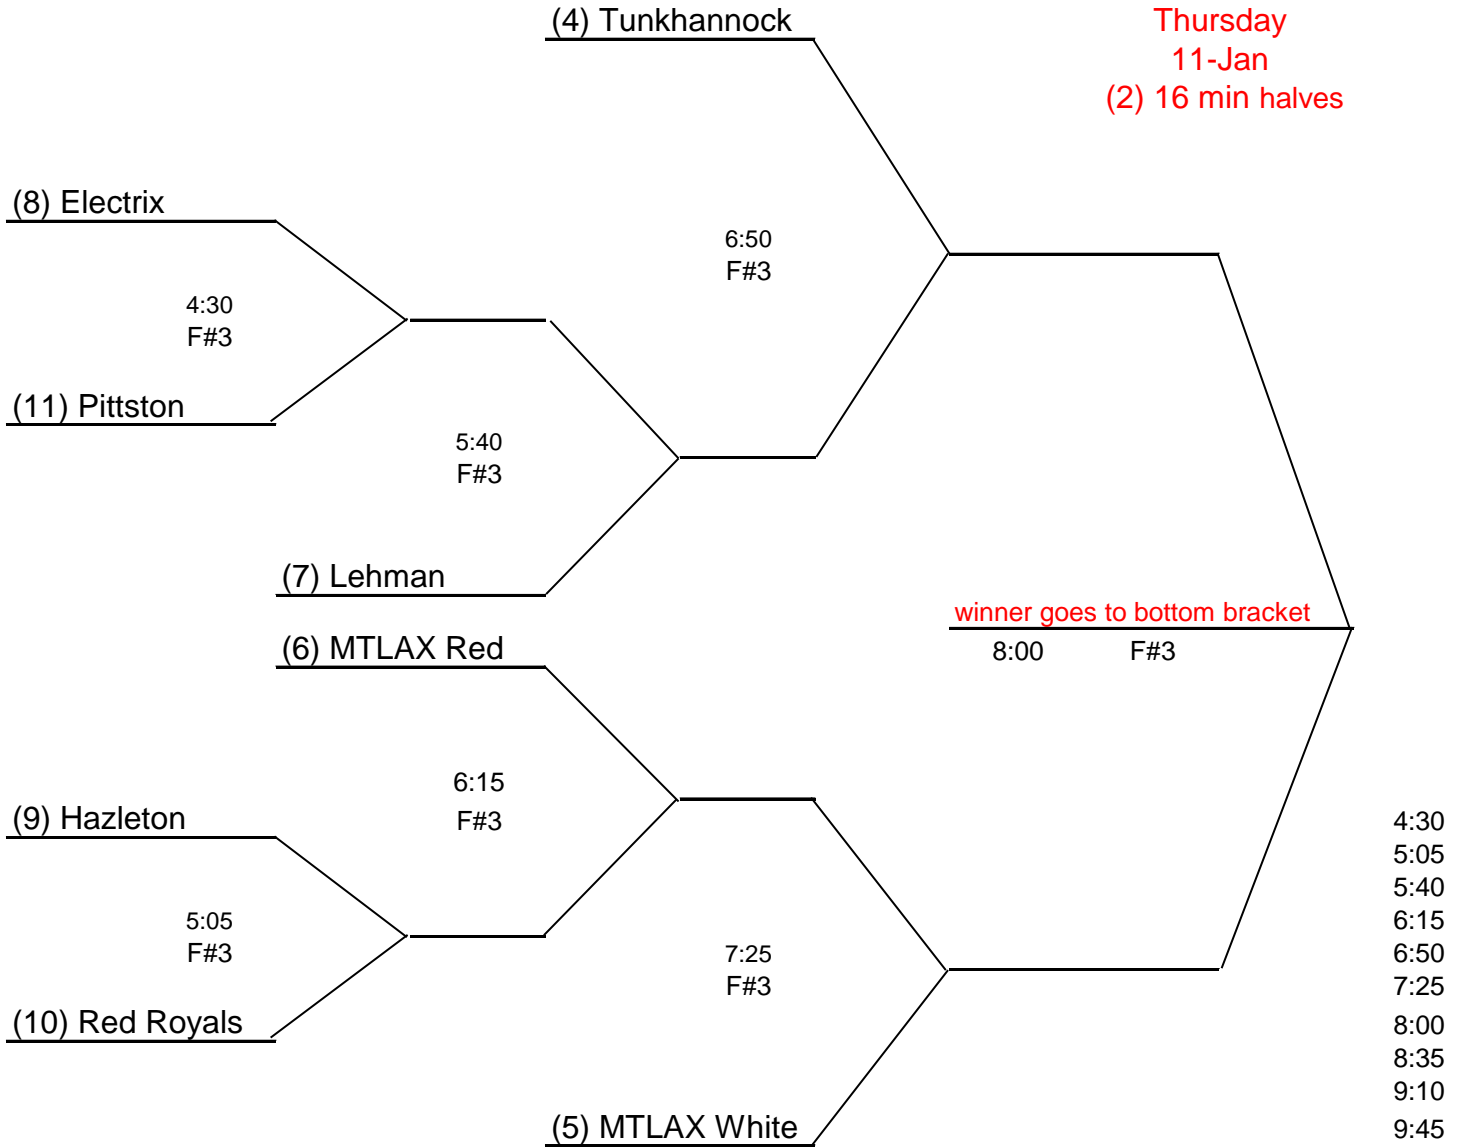 (4) Tunkhannock
Thursday
11-Jan
(2) 16 min halves
(8) Electrix
6:50
F#3
4:30
F#3
(11) Pittston
5:40
F#3
(7) Lehman
winner goes to bottom bracket
8:00 F#3
(6) MTLAX Red
6:15
F#3
(9) Hazleton
5:05
F#3
7:25
F#3
(10) Red Royals
(5) MTLAX White
4:30
5:05
5:40
6:15
6:50
7:25
8:00
8:35
9:10
9:45